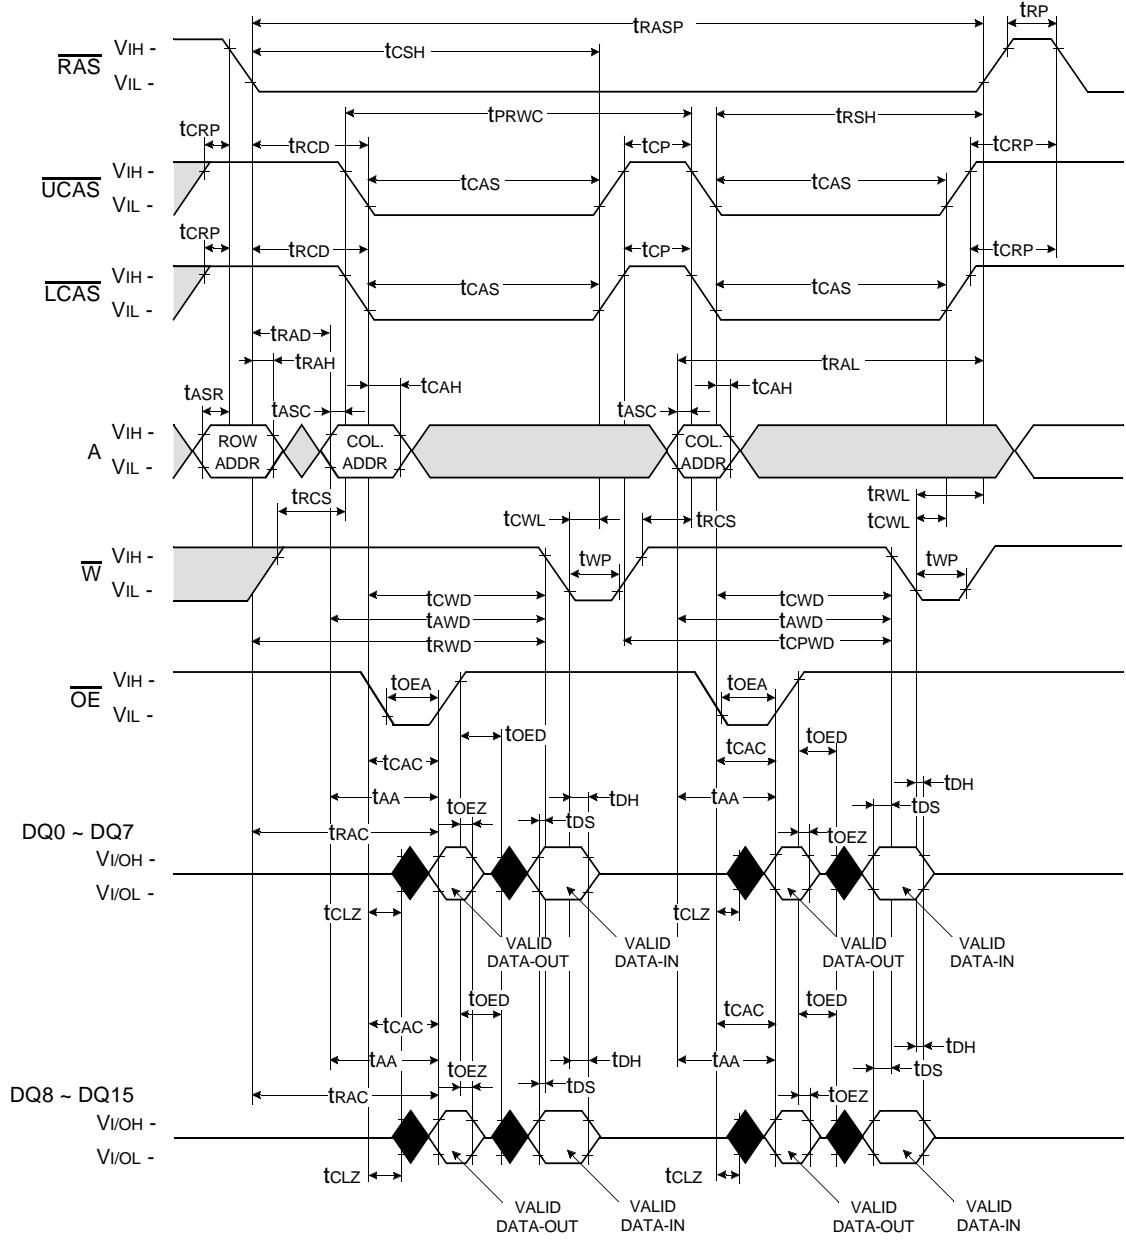 tRP
tRASP
RAS
VIH -
tCSH
VIL -
tPRWC
tRSH
tCRP
tRCD
tCP
tCRP
UCAS
VIH -
tCAS
tCAS
VIL -
tCRP
tRCD
tCP
tCRP
LCAS
VIH -
tCAS
tCAS
VIL -
tRAD
tRAH
tRAL
tASR
tCAH
tCAH
tASC
tASC
A
VIH -
VIL -
ROW
ADDR
COL.
ADDR
COL.
ADDR
tRCS
tRWL
tCWL
tRCS
tCWL
W
VIH -
VIL -
tWP
tWP
tCWD
tCWD
tAWD
tAWD
tRWD
tCPWD
OE
VIH -
VIL -
tOEA
tOEA
tOED
tOED
tCAC
tCAC
tDH
tDH
tAA
tAA
tOEZ
tDS
tDS
tOEZ
DQ0 ~ DQ7
tRAC
VI/OH -
VI/OL -
tCLZ
tCLZ
VALID
DATA-OUT
VALID
DATA-IN
VALID
DATA-OUT
VALID
DATA-IN
tOED
tOED
tCAC
tCAC
tDH
tDH
tAA
tAA
tOEZ
tDS
tDS
tOEZ
DQ8 ~ DQ15
tRAC
VI/OH -
VI/OL -
tCLZ
tCLZ
VALID
DATA-OUT
VALID
DATA-IN
VALID
DATA-OUT
VALID
DATA-IN